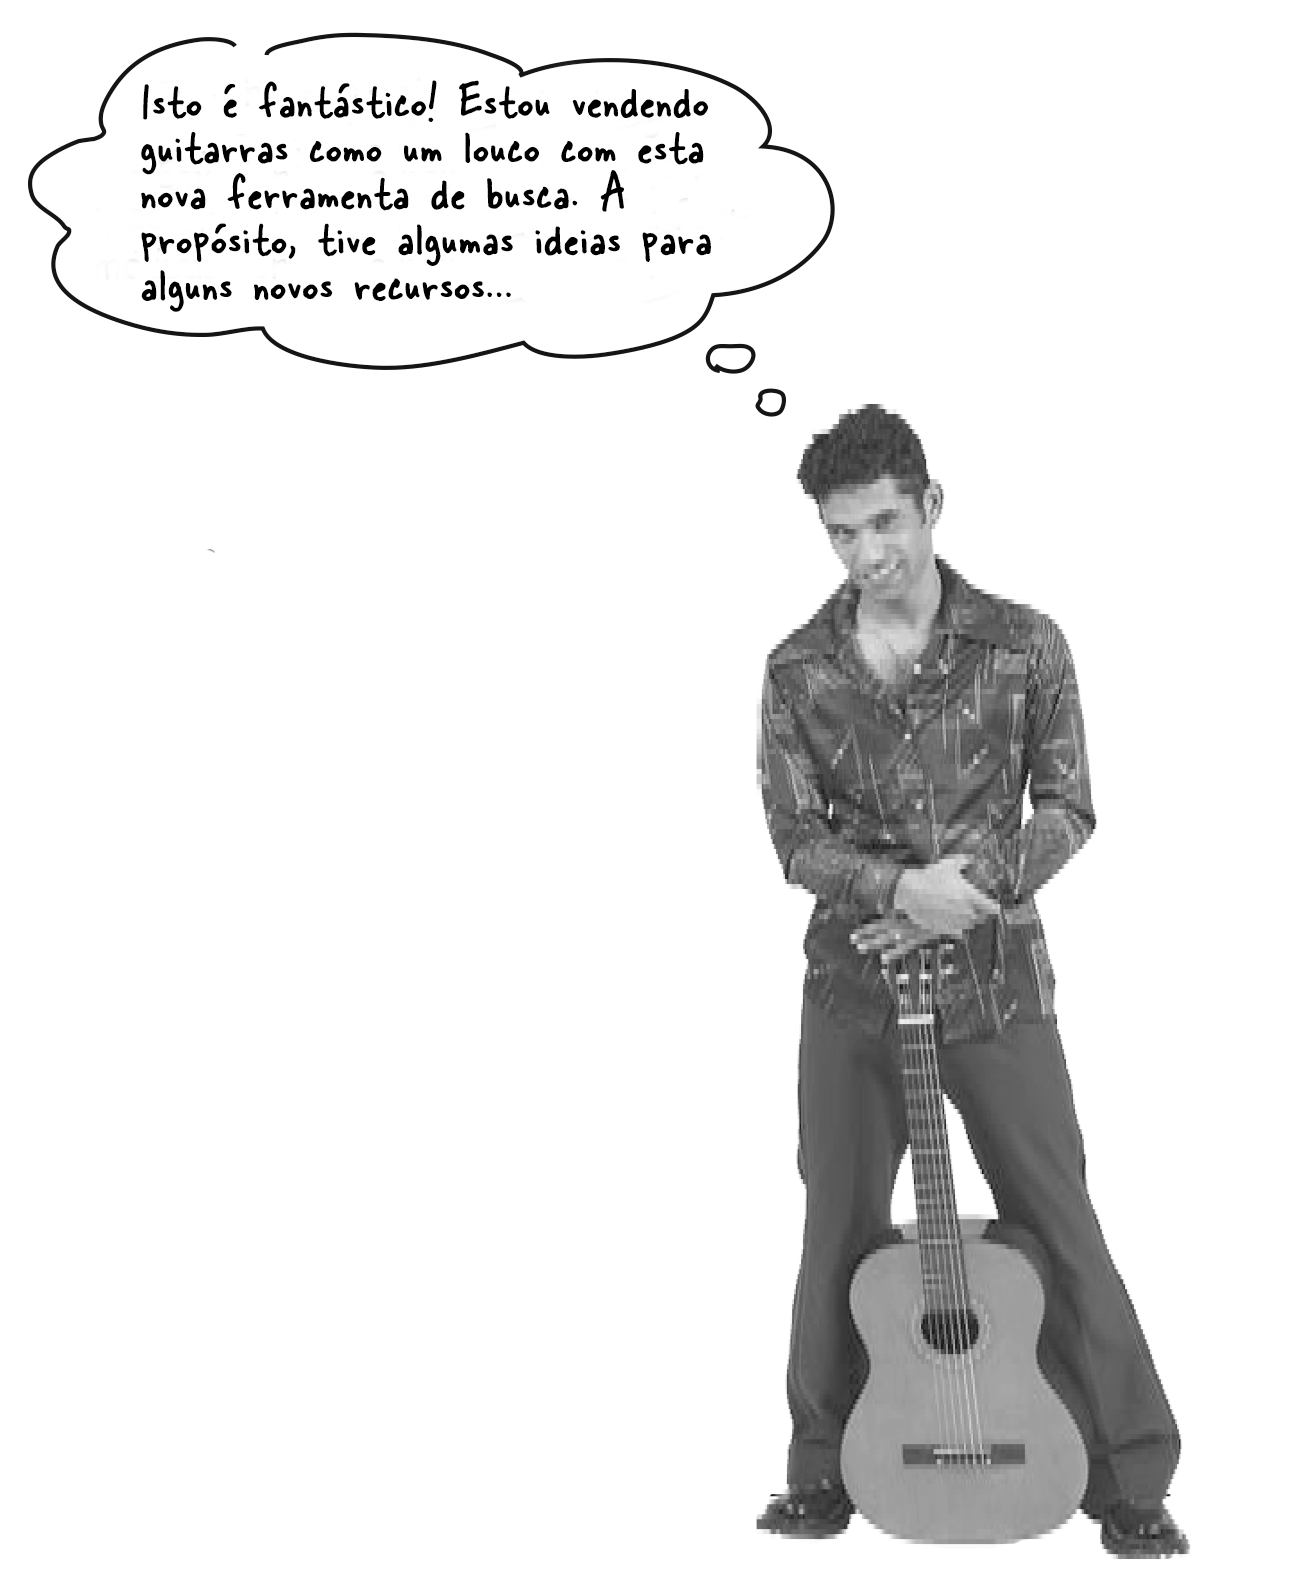 Isto é fantástico! Estou vendendo
guitarras como um louco com esta
nova ferramenta de busca. A
propósito, tive algumas ideias para
alguns novos recursos...